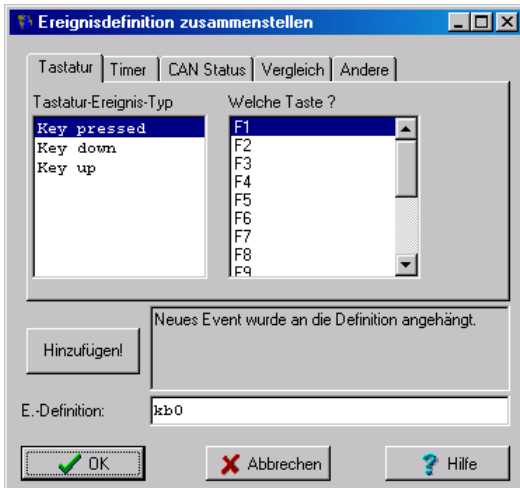 Ereignisdefinition zusammenstellen
Tastatur Timer CAN Status Vergleich Andere
Tastatur-Ereignis-Typ Welche Taste ?
Key pressed F1
Key down F2
Key up F3
F4
F5
F6
F7
F8
F9
Neues Event wurde an die Definition angehängt.
Hinzufügen!
E.-Definition: kb0
OK Abbrechen Hilfe